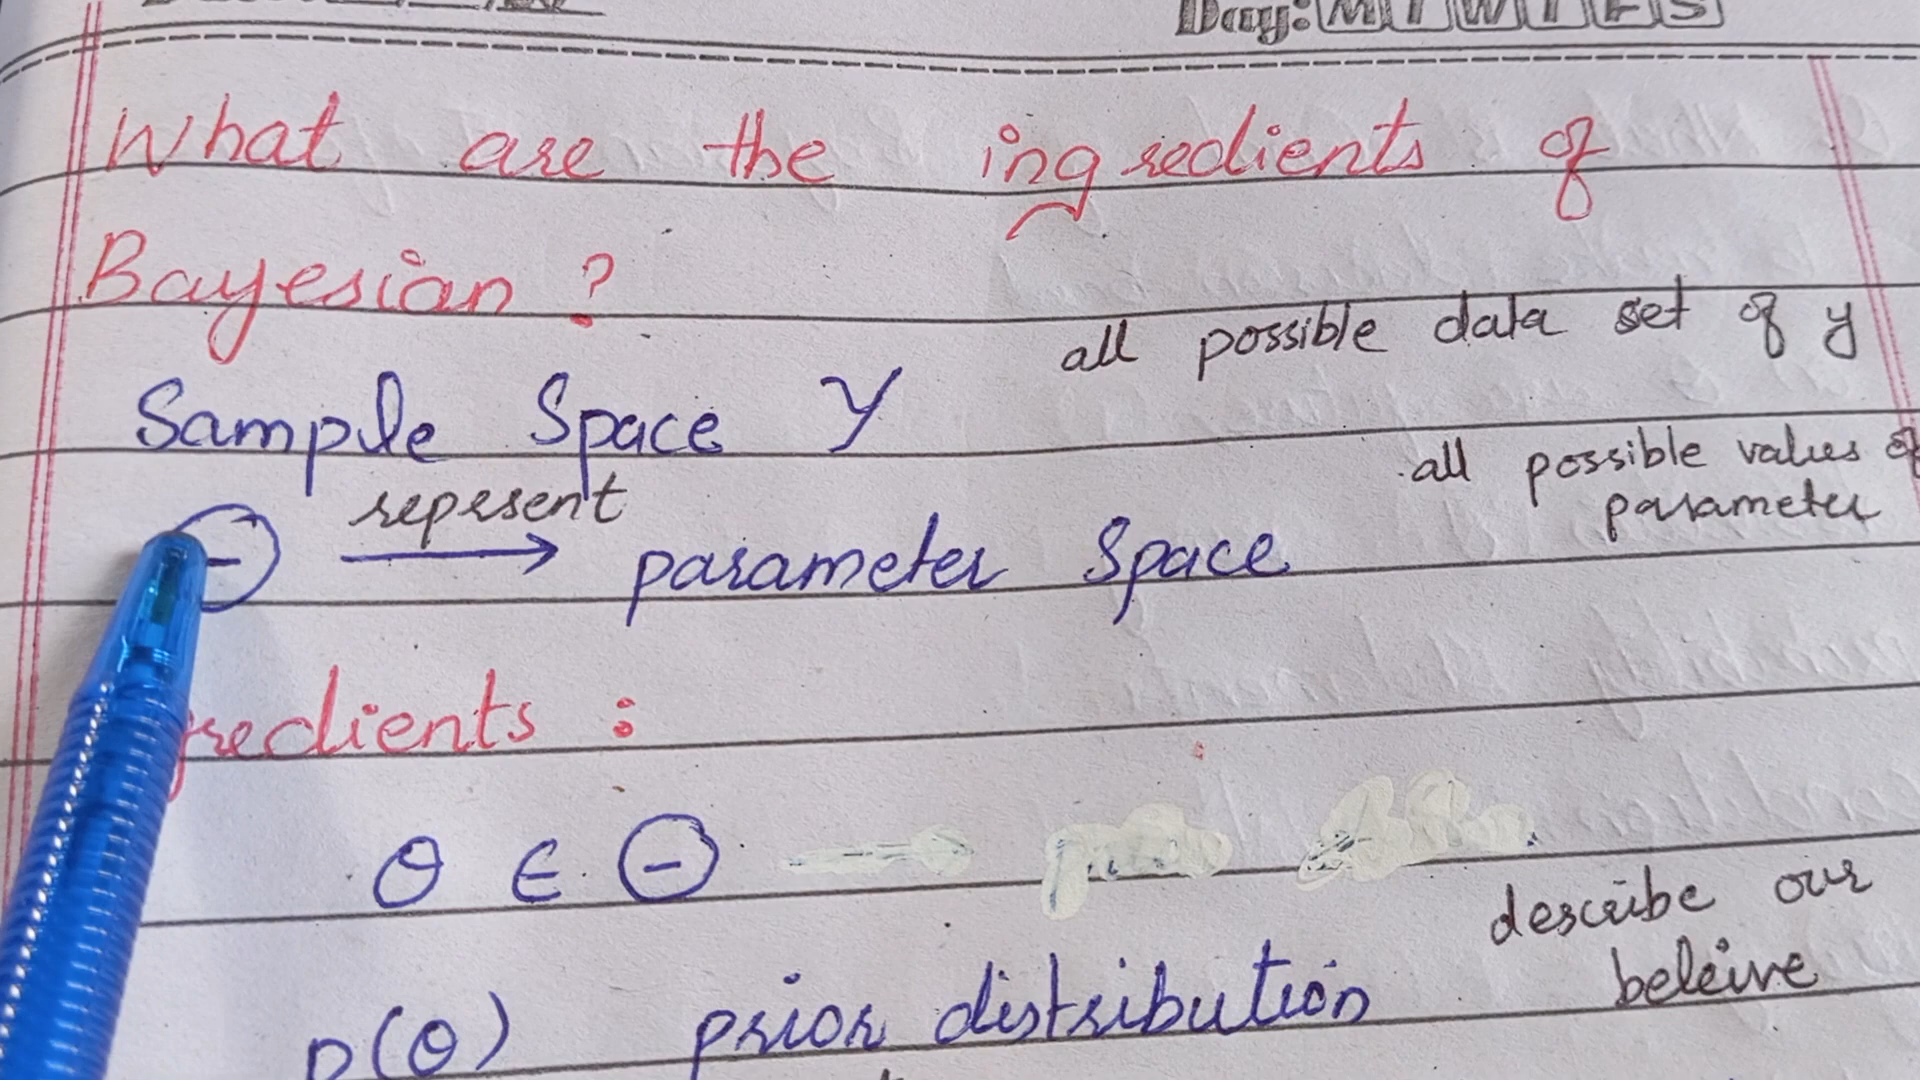 Day: M T W T F S
What are the ingredients of
Bayesian ?
all possible data set of y
Sample Space Y
all possible values of
parameter
Θ represent → parameter Space
redients :
θ ∈ Θ
describe our
beleive
p(θ) prior distribution